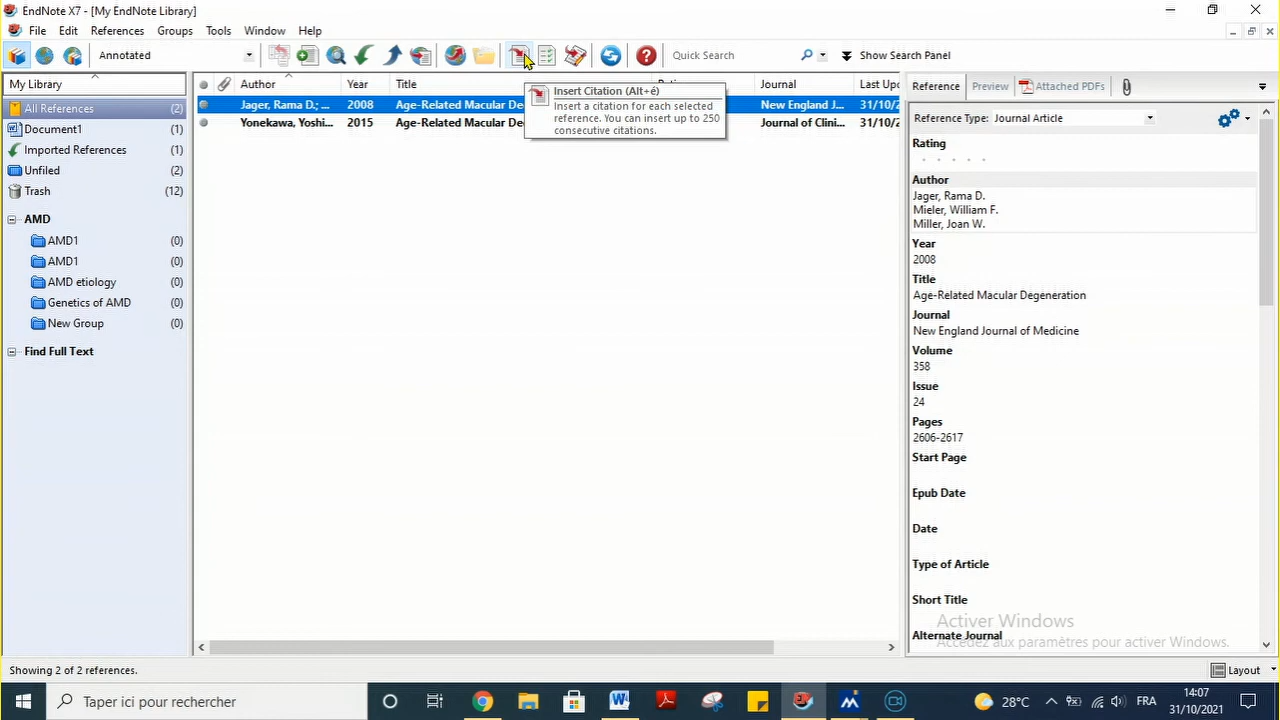 EndNote X7 - [My EndNote Library]
File Edit References Groups Tools Window Help
Annotated Quick Search Show Search Panel
My Library
All References (2)
Document1 (1)
Imported References (1)
Unfiled (2)
Trash (12)
AMD
AMD1 (0)
AMD1 (0)
AMD etiology (0)
Genetics of AMD (0)
New Group (0)
Find Full Text
Author Year Title Journal Last Up
Jager, Rama D.; ... 2008 Age-Related Macular De New England J... 31/10/2
Yonekawa, Yoshi... 2015 Age-Related Macular De Journal of Clini... 31/10/2
Insert Citation (Alt+é)
Insert a citation for each selected
reference. You can insert up to 250
consecutive citations.
Reference Preview Attached PDFs
Reference Type: Journal Article
Rating
Author
Jager, Rama D.
Mieler, William F.
Miller, Joan W.
Year
2008
Title
Age-Related Macular Degeneration
Journal
New England Journal of Medicine
Volume
358
Issue
24
Pages
2606-2617
Start Page
Epub Date
Date
Type of Article
Short Title
Alternate Journal
Activer Windows
Accédez aux paramètres pour activer Windows.
Showing 2 of 2 references.
Layout
Taper ici pour rechercher
28°C FRA 14:07
31/10/2021